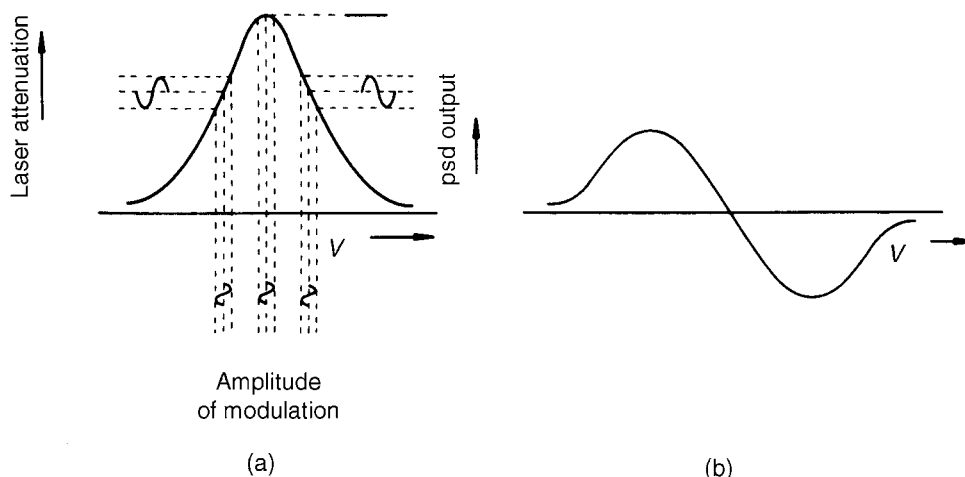 Laser attenuation
V
Amplitude
of modulation
(a)
psd output
V
(b)